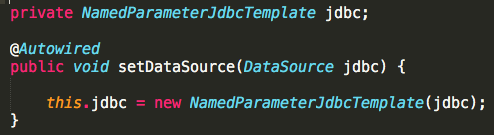 private NamedParameterJdbcTemplate jdbc;
@Autowired
public void setDataSource(DataSource jdbc) {
this.jdbc = new NamedParameterJdbcTemplate(jdbc);
}